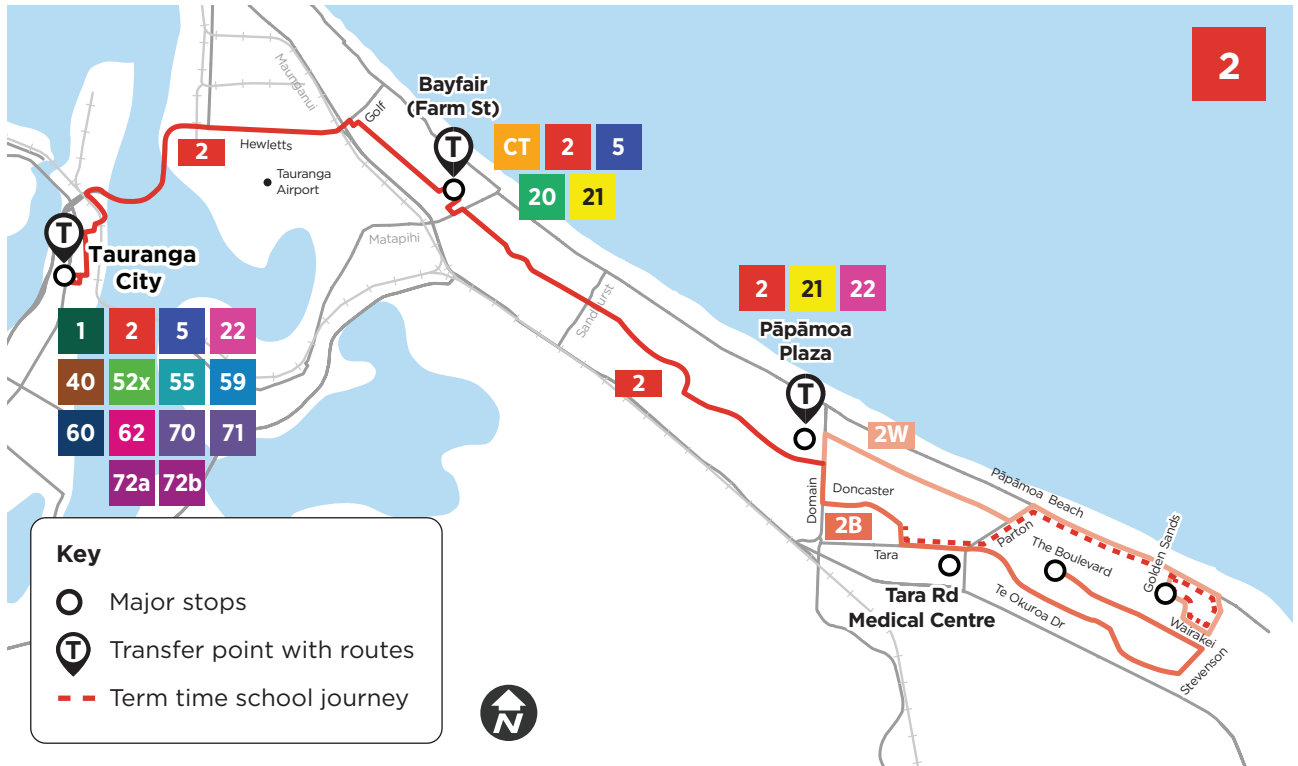 2
Maunganui
Golf
Bayfair
(Farm St)
T
CT
2
5
20
21
2
Hewletts
Tauranga
Airport
T
Tauranga
City
Matapihi
1
2
5
22
40
52x
55
59
60
62
70
71
72a
72b
Sandhurst
2
2
21
22
Pāpāmoa
Plaza
T
2W
Domain
Doncaster
2B
Tara
Tara Rd
Medical Centre
Pāpāmoa Beach
Parton
The Boulevard
Golden Sands
Te Okuroa Dr
Wairakei
Stevenson
Key
Major stops
T
Transfer point with routes
Term time school journey
N